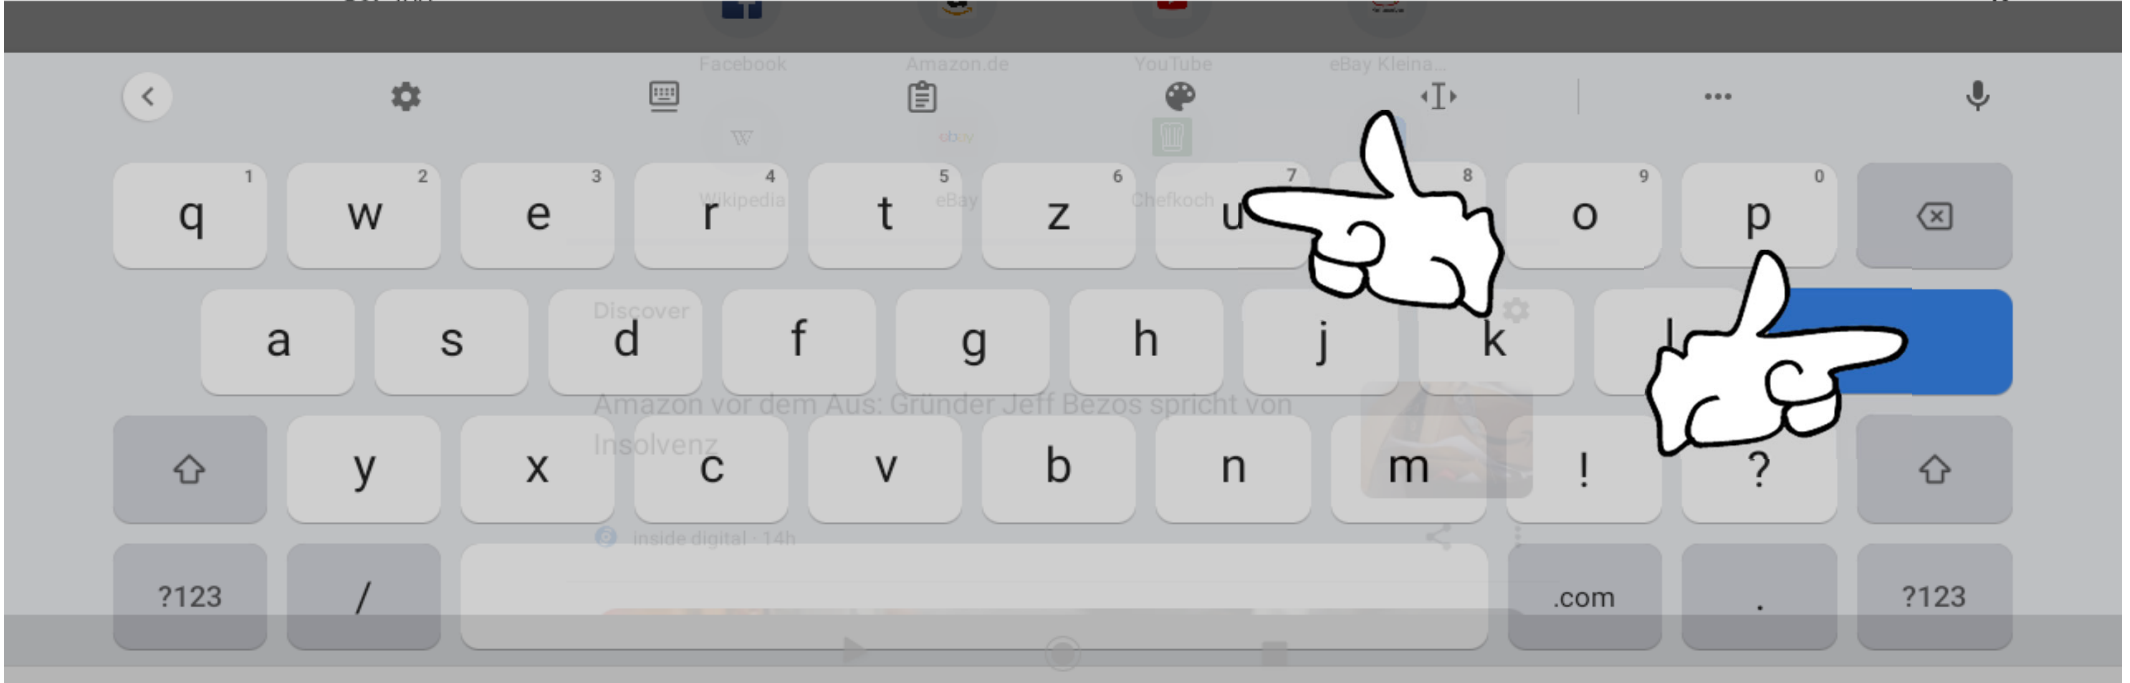 Facebook Amazon.de YouTube eBay Kleina...
Wikipedia eBay Chefkoch
q 1 w 2 e 3 r 4 t 5 z 6 u 7 8 o 9 p 0
Discover
a s d f g h j k l
Amazon vor dem Aus: Gründer Jeff Bezos spricht von
Insolvenz
y x c v b n m ! ?
inside digital · 14h
?123 / .com . ?123